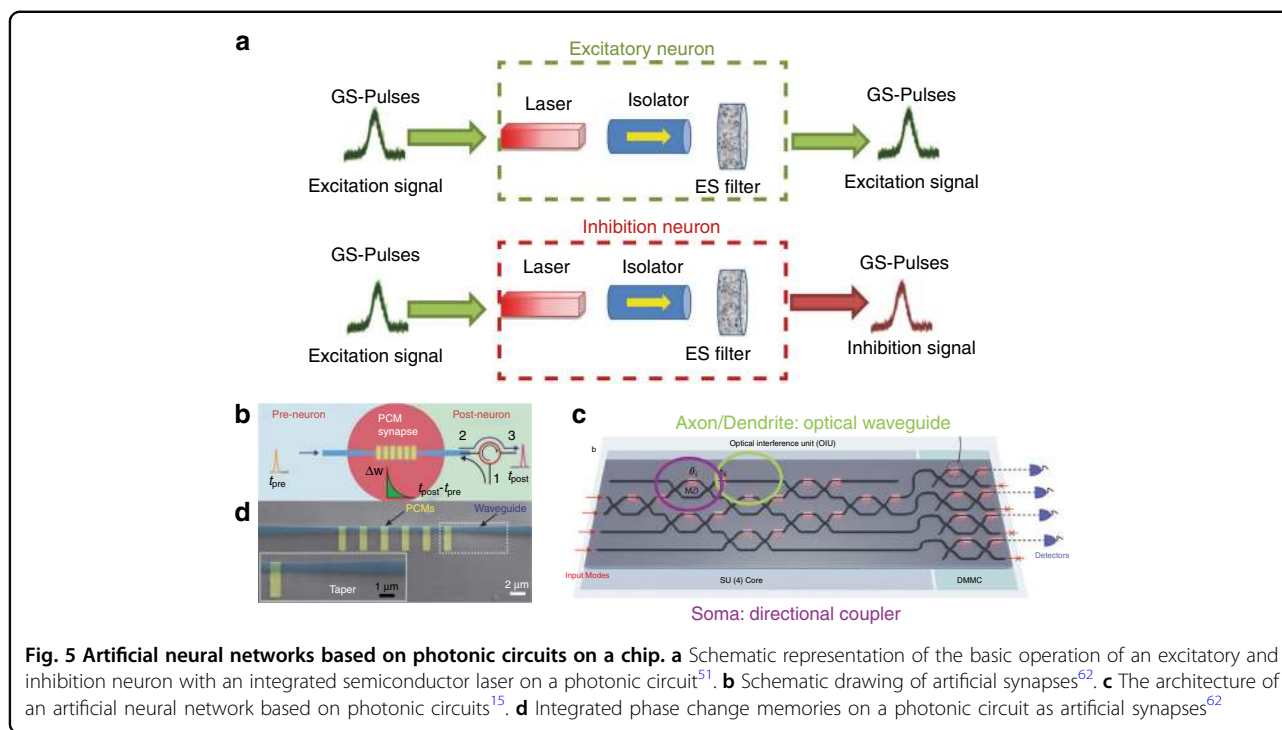 a
Excitatory neuron
GS-Pulses
Laser
Isolator
GS-Pulses
Excitation signal
ES filter
Excitation signal
Inhibition neuron
GS-Pulses
Laser
Isolator
GS-Pulses
Excitation signal
ES filter
Inhibition signal
b
Pre-neuron
PCM
synapse
Post-neuron
2
3
1
Δw
tpre
tpost-tpre
tpost
c
Axon/Dendrite: optical waveguide
b
Optical interference unit (OIU)
MZI
Detectors
Input Modes
SU (4) Core
DMMC
Soma: directional coupler
d
PCMs
Waveguide
Taper
1 μm
2 μm
Fig. 5 Artificial neural networks based on photonic circuits on a chip. a Schematic representation of the basic operation of an excitatory and
inhibition neuron with an integrated semiconductor laser on a photonic circuit51. b Schematic drawing of artificial synapses62. c The architecture of
an artificial neural network based on photonic circuits15. d Integrated phase change memories on a photonic circuit as artificial synapses62